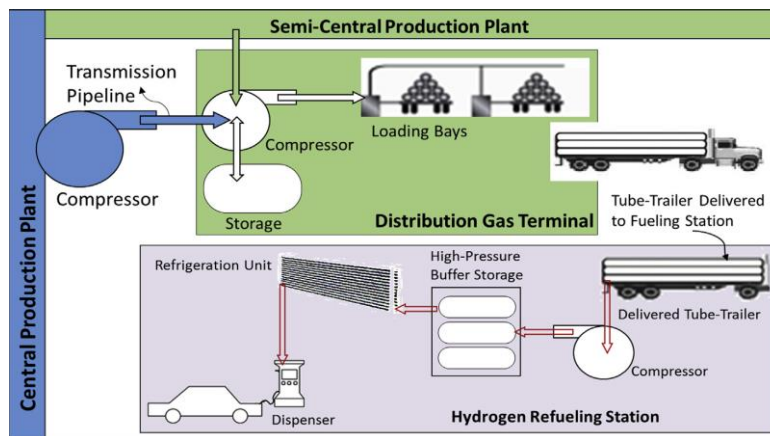 Semi-Central Production Plant
Transmission
Pipeline
Compressor
Central Production Plant
Compressor
Storage
Loading Bays
Distribution Gas Terminal
Tube-Trailer Delivered
to Fueling Station
Refrigeration Unit
High-Pressure
Buffer Storage
Delivered Tube-Trailer
Compressor
Dispenser
Hydrogen Refueling Station